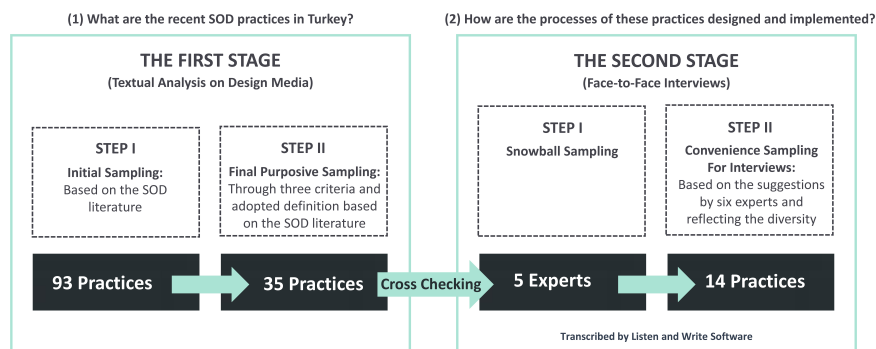 (1) What are the recent SOD practices in Turkey?
THE FIRST STAGE
(Textual Analysis on Design Media)
STEP I
Initial Sampling:
Based on the SOD
literature
STEP II
Final Purposive Sampling:
Through three criteria and
adopted definition based
on the SOD literature
93 Practices
35 Practices
Cross Checking
(2) How are the processes of these practices designed and implemented?
THE SECOND STAGE
(Face-to-Face Interviews)
STEP I
Snowball Sampling
STEP II
Convenience Sampling
For Interviews:
Based on the suggestions
by six experts and
reflecting the diversity
5 Experts
14 Practices
Transcribed by Listen and Write Software